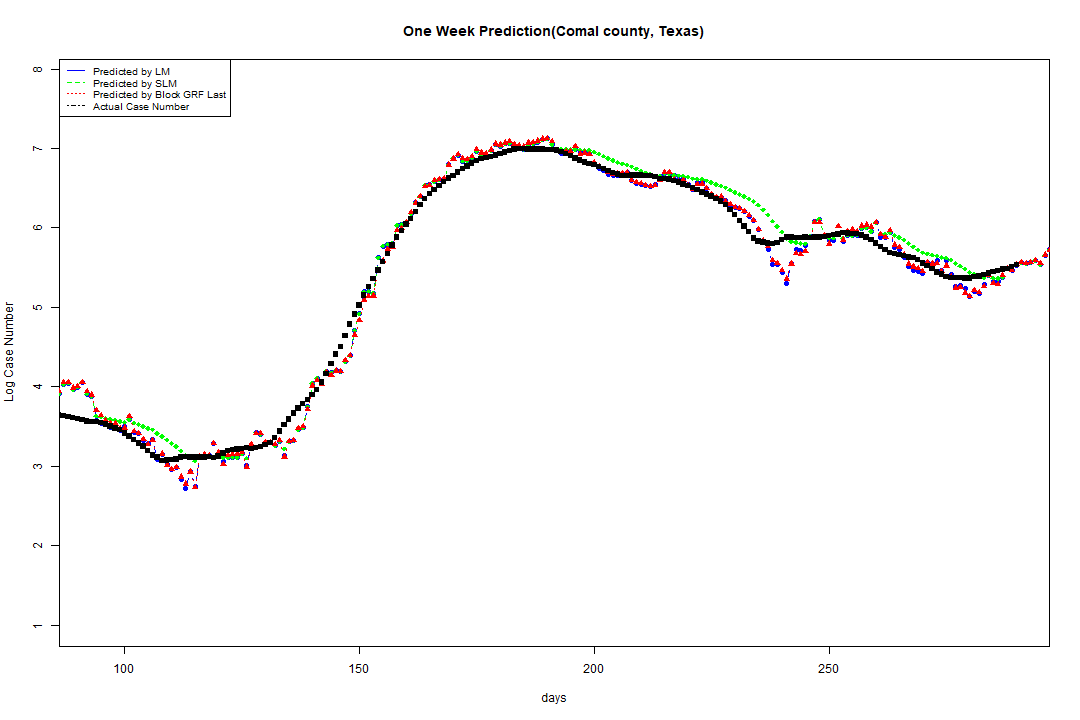 One Week Prediction(Comal county, Texas)
Predicted by LM
Predicted by SLM
Predicted by Block GRF Last
Actual Case Number
8
7
6
5
4
3
2
1
Log Case Number
100 150 200 250
days